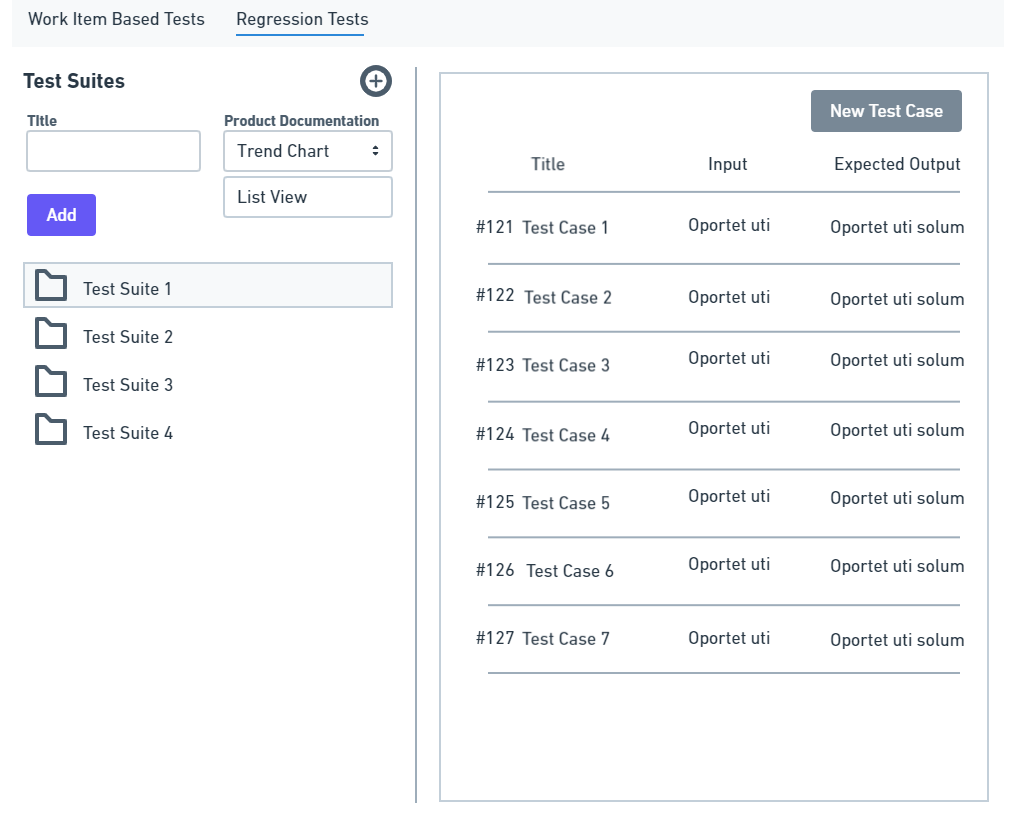 Work Item Based Tests Regression Tests
Test Suites
TItle Product Documentation
Trend Chart
List View
Add
Test Suite 1
Test Suite 2
Test Suite 3
Test Suite 4
New Test Case
Title Input Expected Output
#121 Test Case 1 Oportet uti Oportet uti solum
#122 Test Case 2 Oportet uti Oportet uti solum
#123 Test Case 3 Oportet uti Oportet uti solum
#124 Test Case 4 Oportet uti Oportet uti solum
#125 Test Case 5 Oportet uti Oportet uti solum
#126 Test Case 6 Oportet uti Oportet uti solum
#127 Test Case 7 Oportet uti Oportet uti solum